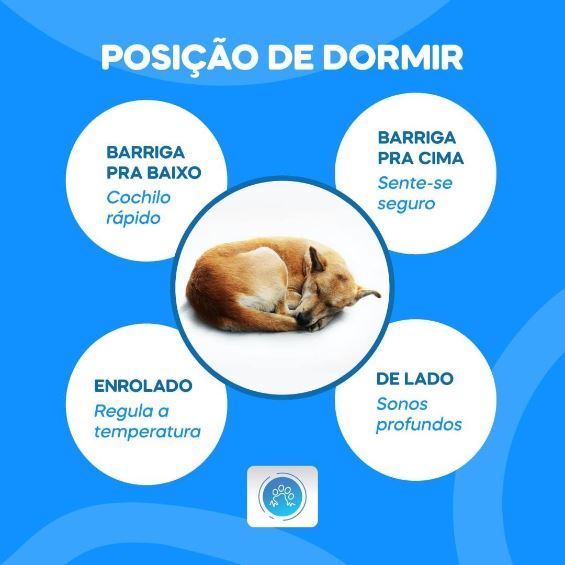 POSIÇÃO DE DORMIR
BARRIGA
PRA BAIXO
Cochilo
rápido
BARRIGA
PRA CIMA
Sente-se
seguro
ENROLADO
Regula a
temperatura
DE LADO
Sonos
profundos